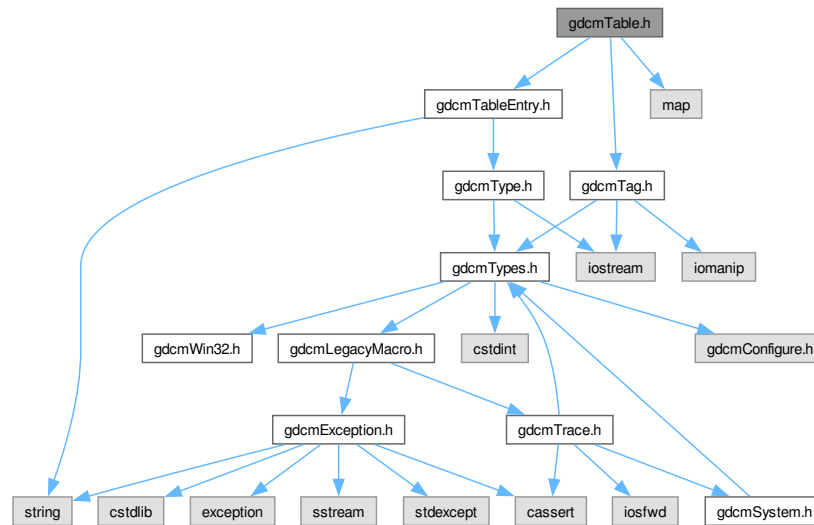 gdcmTable.h
gdcmTableEntry.h
map
gdcmType.h
gdcmTag.h
gdcmTypes.h
iostream
iomanip
gdcmWin32.h
gdcmLegacyMacro.h
cstdint
gdcmConfigure.h
gdcmException.h
gdcmTrace.h
string
cstdlib
exception
sstream
stdexcept
cassert
iosfwd
gdcmSystem.h